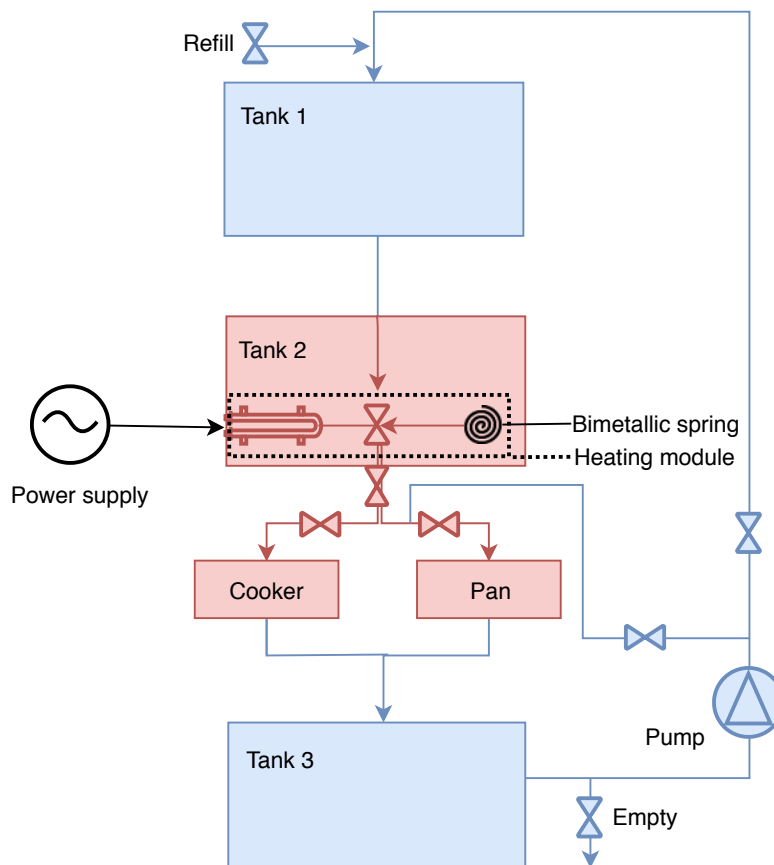 Refill
Tank 1
Tank 2
Bimetallic spring
Heating module
Power supply
Cooker
Pan
Pump
Tank 3
Empty